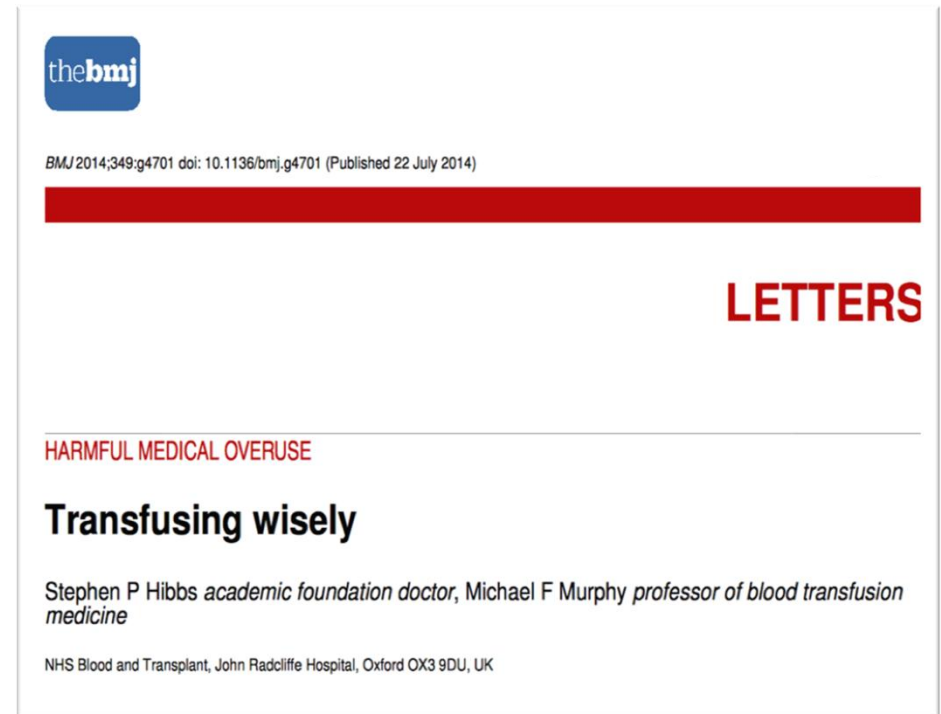 thebmj
BMJ 2014;349:g4701 doi: 10.1136/bmj.g4701 (Published 22 July 2014)
LETTERS
HARMFUL MEDICAL OVERUSE
Transfusing wisely
Stephen P Hibbs academic foundation doctor, Michael F Murphy professor of blood transfusion
medicine
NHS Blood and Transplant, John Radcliffe Hospital, Oxford OX3 9DU, UK